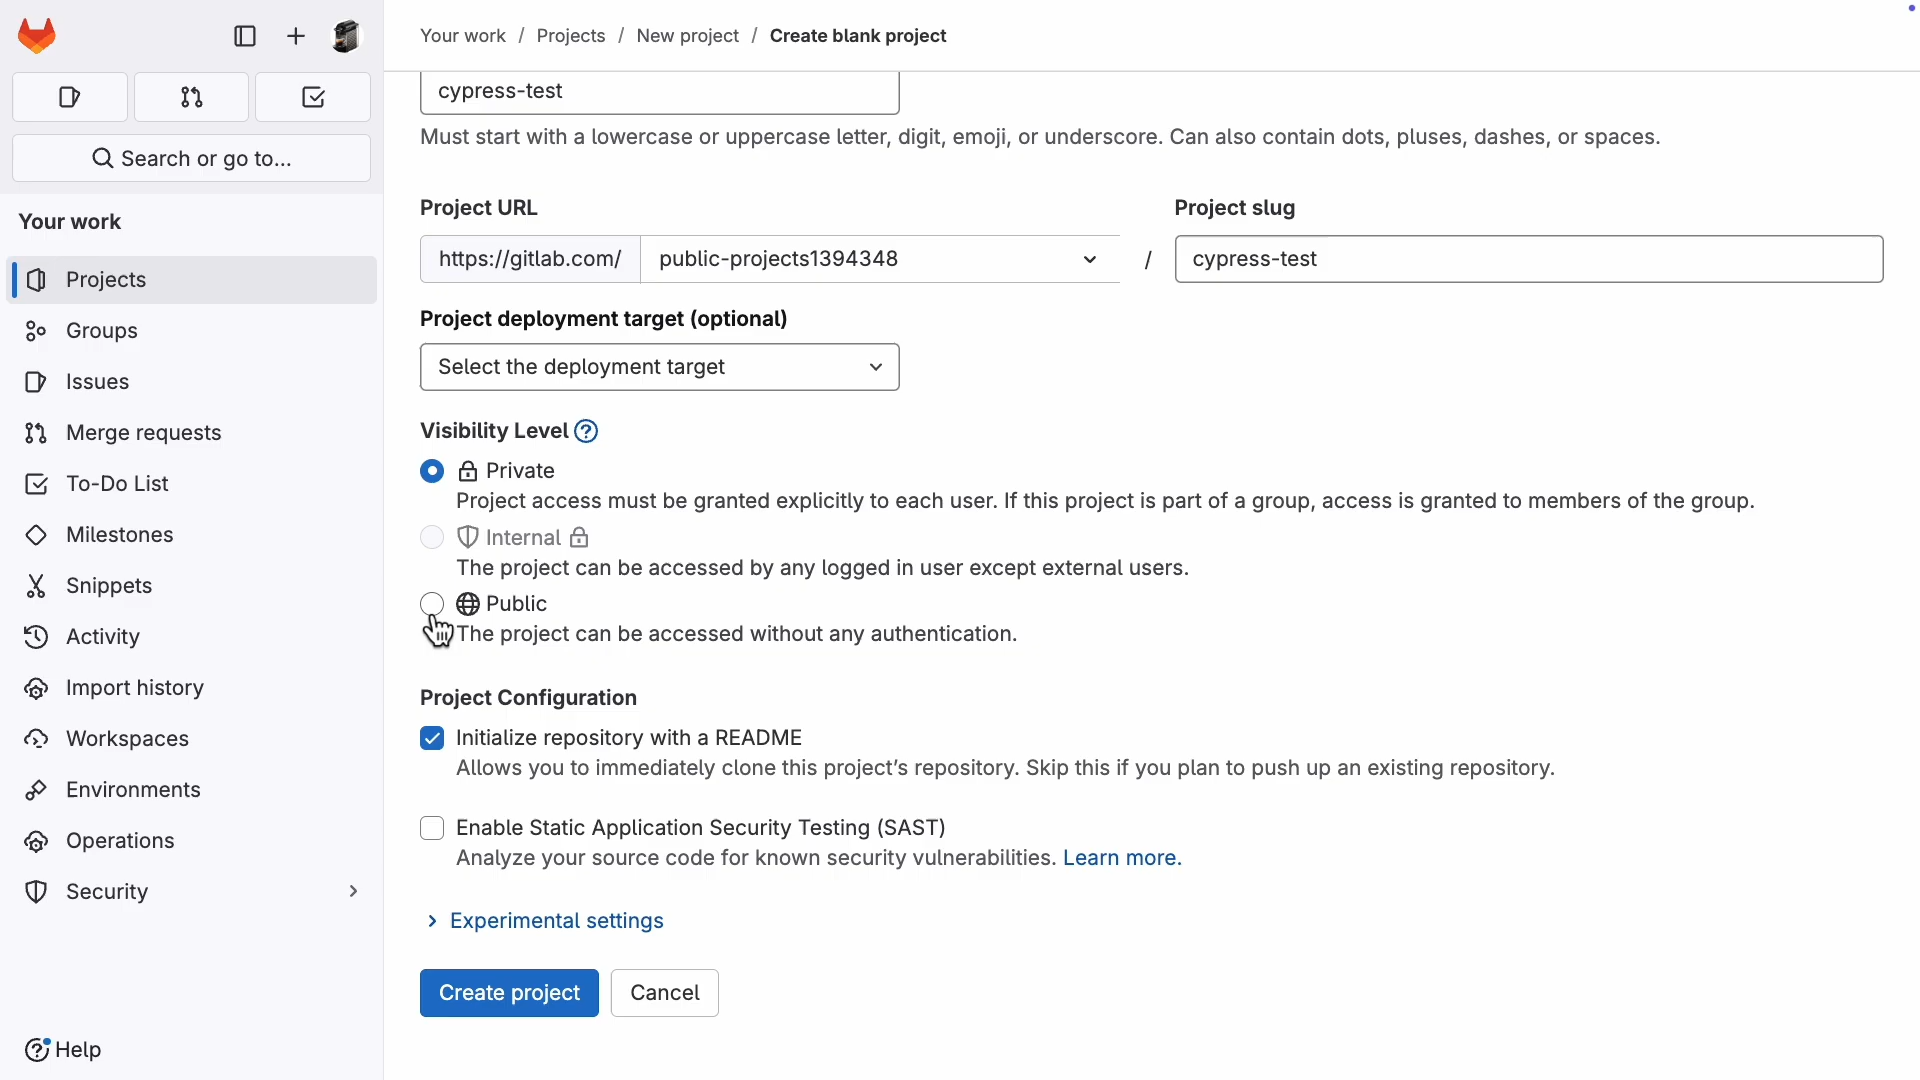 Your work / Projects / New project / Create blank project
Search or go to...
Your work
Projects
Groups
Issues
Merge requests
To-Do List
Milestones
Snippets
Activity
Import history
Workspaces
Environments
Operations
Security
Help
cypress-test
Must start with a lowercase or uppercase letter, digit, emoji, or underscore. Can also contain dots, pluses, dashes, or spaces.
Project URL
https://gitlab.com/ public-projects1394348
/
Project slug
cypress-test
Project deployment target (optional)
Select the deployment target
Visibility Level
Private
Project access must be granted explicitly to each user. If this project is part of a group, access is granted to members of the group.
Internal
The project can be accessed by any logged in user except external users.
Public
The project can be accessed without any authentication.
Project Configuration
Initialize repository with a README
Allows you to immediately clone this project's repository. Skip this if you plan to push up an existing repository.
Enable Static Application Security Testing (SAST)
Analyze your source code for known security vulnerabilities. Learn more.
Experimental settings
Create project
Cancel